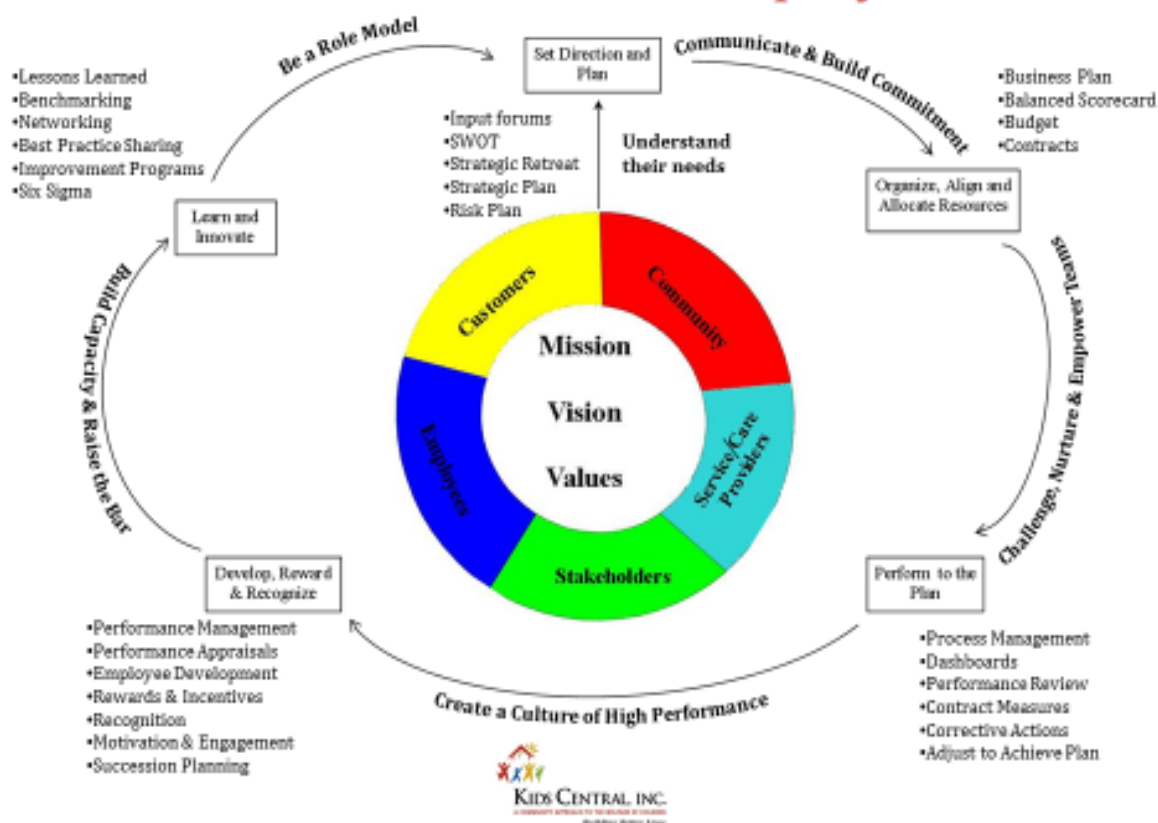 Be a Role Model
Set Direction and
Plan
Communicate & Build Commitment
•Lessons Learned
•Benchmarking
•Networking
•Best Practice Sharing
•Improvement Programs
•Six Sigma
•Input forums
•SWOT
•Strategic Retreat
•Strategic Plan
•Risk Plan
Understand
their needs
•Business Plan
•Balanced Scorecard
•Budget
•Contracts
Organize, Align and
Allocate Resources
Learn and
Innovate
Challenge, Nurture & Empower Teams
Build Capacity & Raise the Bar
Customers
Community
Mission
Vision
Values
Employees
Service/Care
Providers
Stakeholders
Develop, Reward
& Recognize
Perform to the
Plan
•Performance Management
•Performance Appraisals
•Employee Development
•Rewards & Incentives
•Recognition
•Motivation & Engagement
•Succession Planning
Create a Culture of High Performance
•Process Management
•Dashboards
•Performance Review
•Contract Measures
•Corrective Actions
•Adjust to Achieve Plan
KIDS CENTRAL, INC.